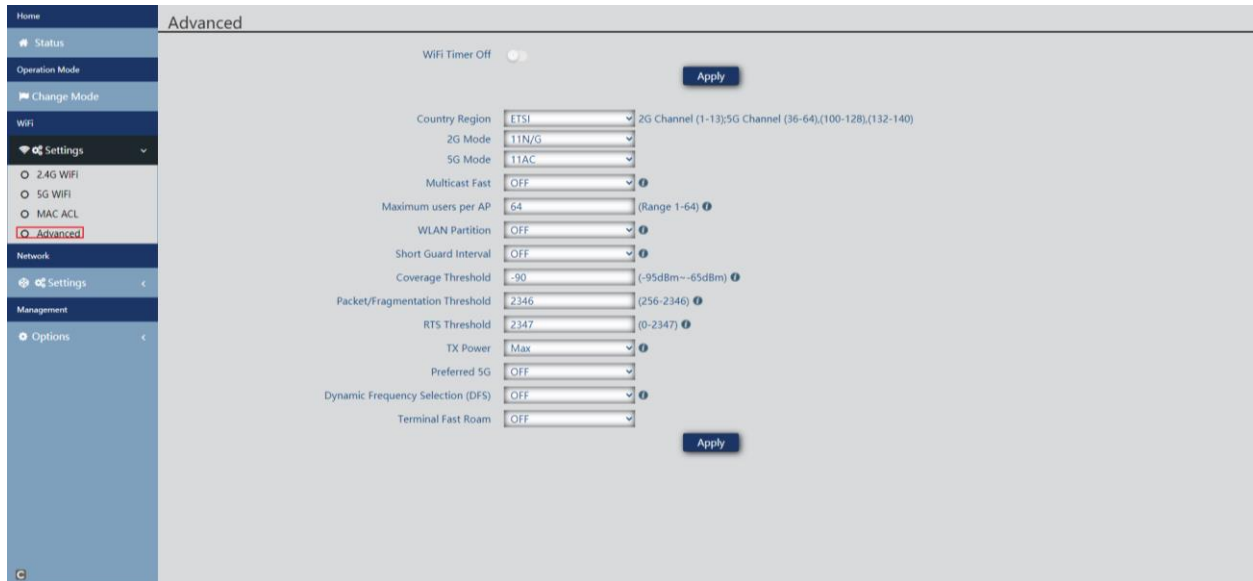 Home
Status
Operation Mode
Change Mode
WiFi
Settings
2.4G WIFI
5G WIFI
MAC ACL
Advanced
Network
Settings
Management
Options
Advanced
WiFi Timer Off
Apply
Country Region ETSI 2G Channel (1-13);5G Channel (36-64),(100-128),(132-140)
2G Mode 11N/G
5G Mode 11AC
Multicast Fast OFF
Maximum users per AP 64 (Range 1-64)
WLAN Partition OFF
Short Guard Interval OFF
Coverage Threshold -90 (-95dBm~-65dBm)
Packet/Fragmentation Threshold 2346 (256-2346)
RTS Threshold 2347 (0-2347)
TX Power Max
Preferred 5G OFF
Dynamic Frequency Selection (DFS) OFF
Terminal Fast Roam OFF
Apply